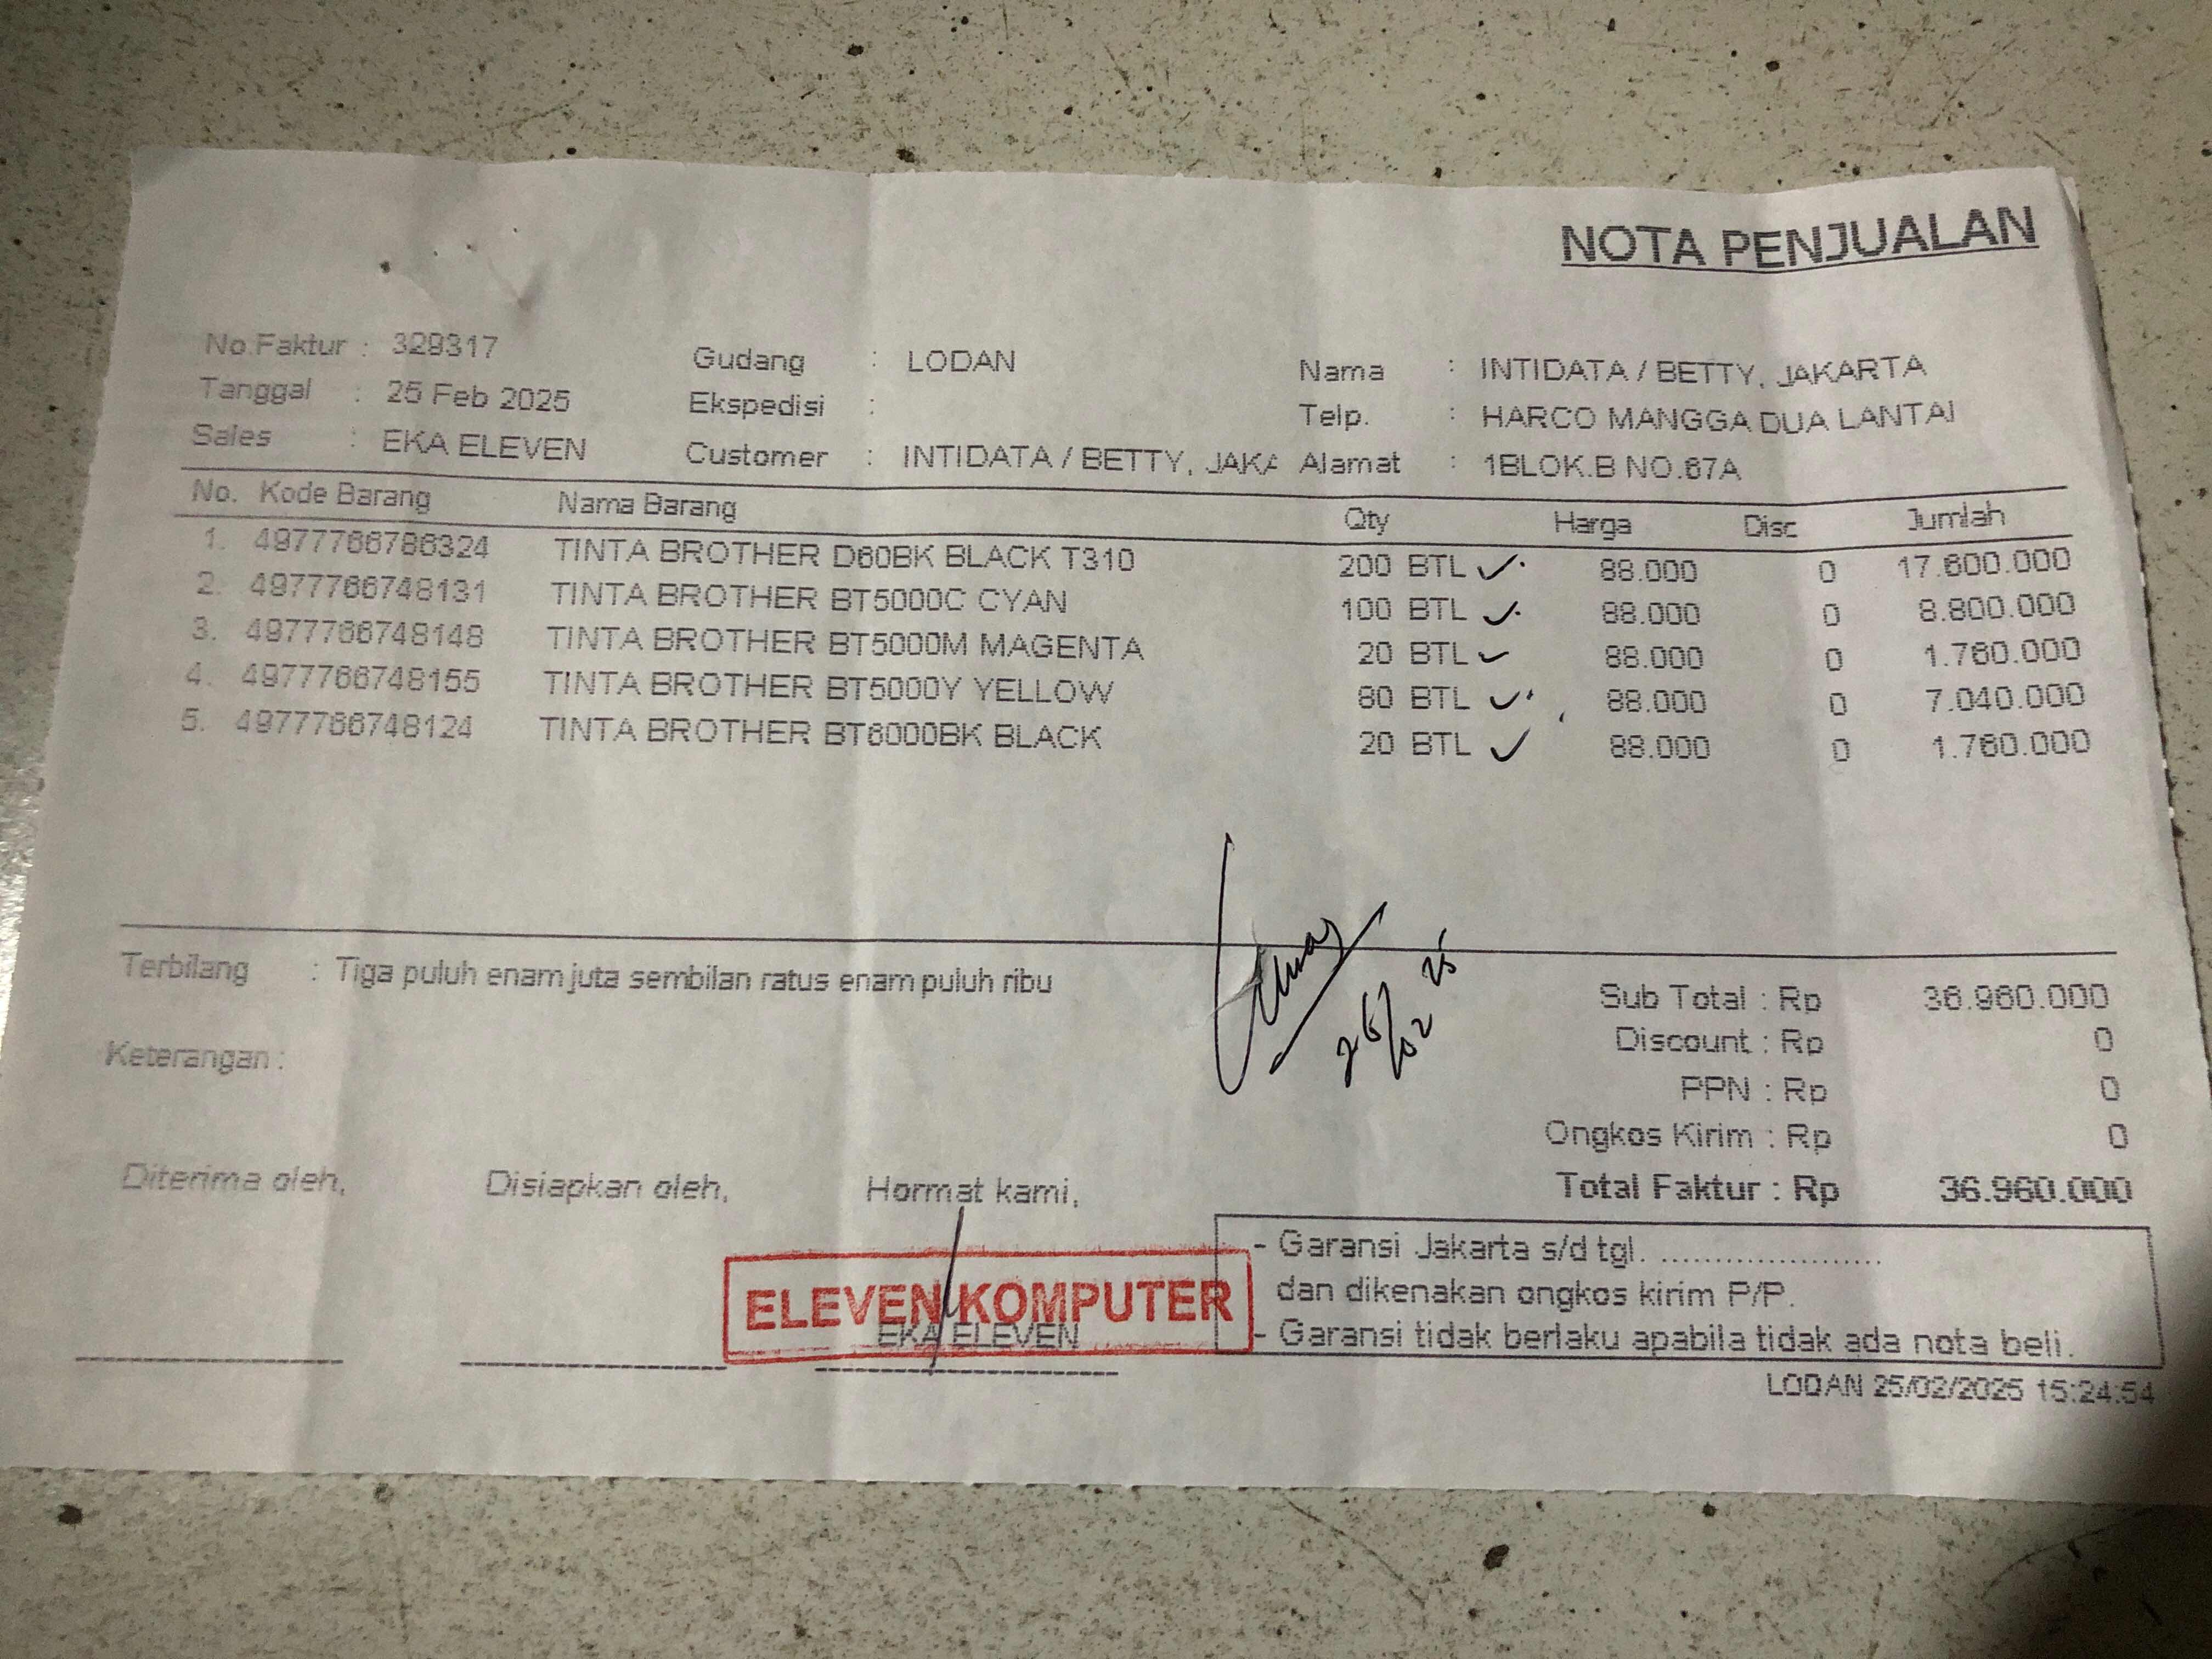 NOTA PENJUALAN
No.Faktur : 329317
Tanggal : 25 Feb 2025
Sales : EKA ELEVEN
Gudang : LODAN
Ekspedisi :
Customer : INTIDATA / BETTY, JAKA
Nama : INTIDATA / BETTY, JAKARTA
Telp. : HARCO MANGGA DUA LANTAI
Alamat : 1BLOK.B NO.67A
No. Kode Barang Nama Barang Qty Harga Disc Jumlah
1. 4977766786324 TINTA BROTHER D60BK BLACK T310 200 BTL ✓ 88.000 0 17.600.000
2. 4977766748131 TINTA BROTHER BT5000C CYAN 100 BTL ✓ 88.000 0 8.800.000
3. 4977766748148 TINTA BROTHER BT5000M MAGENTA 20 BTL ✓ 88.000 0 1.760.000
4. 4977766748155 TINTA BROTHER BT5000Y YELLOW 80 BTL ✓ 88.000 0 7.040.000
5. 4977766748124 TINTA BROTHER BT6000BK BLACK 20 BTL ✓ 88.000 0 1.760.000
Terbilang : Tiga puluh enam juta sembilan ratus enam puluh ribu
Keterangan :
26/02 25
Sub Total : Rp 36.960.000
Discount : Rp 0
PPN : Rp 0
Ongkos Kirim : Rp 0
Total Faktur : Rp 36.960.000
Diterima oleh, Disiapkan oleh, Hormat kami,
ELEVEN KOMPUTER
EKA ELEVEN
- Garansi Jakarta s/d tgl. .....................
dan dikenakan ongkos kirim P/P.
- Garansi tidak berlaku apabila tidak ada nota beli.
LODAN 25/02/2025 15:24:54